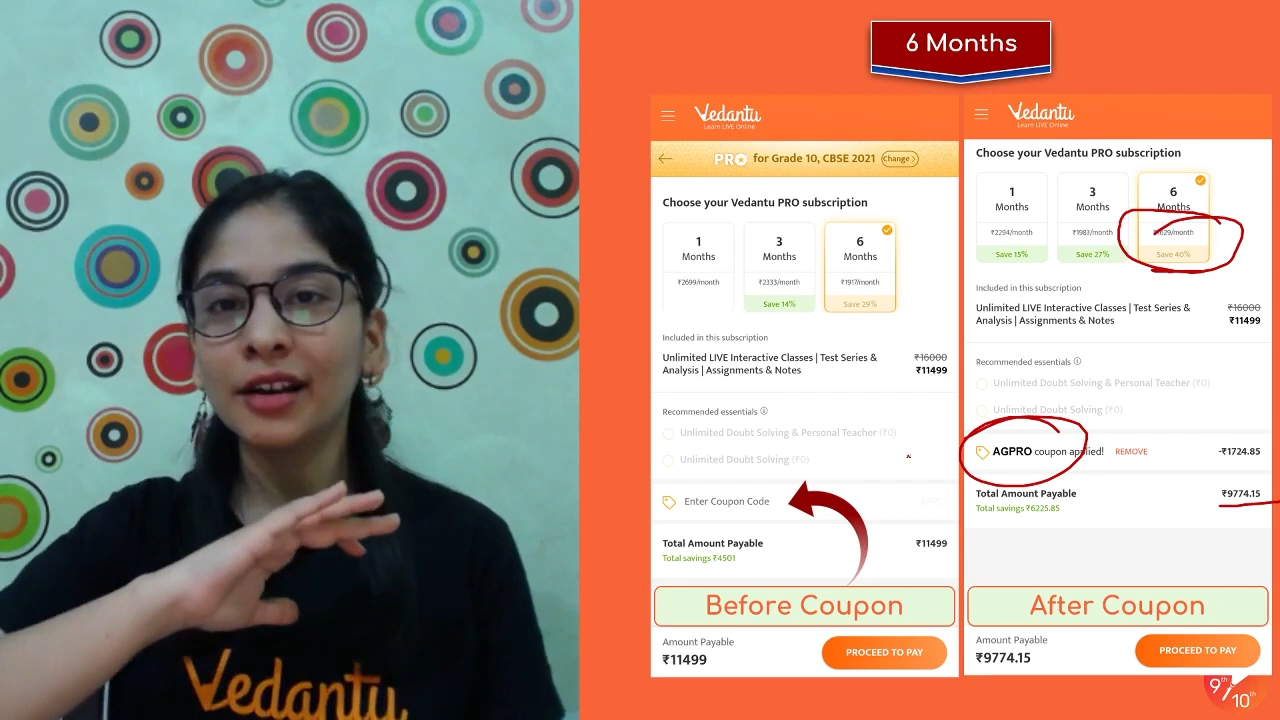 6 Months
Vedantu
Learn LIVE Online
PRO for Grade 10, CBSE 2021 Change
Choose your Vedantu PRO subscription
1 3 6
Months Months Months
₹2699/month ₹2333/month ₹1917/month
Save 14% Save 29%
Included in this subscription
Unlimited LIVE Interactive Classes | Test Series & ₹16000
Analysis | Assignments & Notes ₹11499
Recommended essentials
Unlimited Doubt Solving & Personal Teacher (₹0)
Unlimited Doubt Solving (₹0)
Enter Coupon Code
Total Amount Payable ₹11499
Total savings ₹4501
Before Coupon
Amount Payable
₹11499 PROCEED TO PAY
Vedantu
Learn LIVE Online
Choose your Vedantu PRO subscription
1 3 6
Months Months Months
₹2294/month ₹1983/month ₹1629/month
Save 15% Save 27% Save 40%
Included in this subscription
Unlimited LIVE Interactive Classes | Test Series & ₹16000
Analysis | Assignments & Notes ₹11499
Recommended essentials
Unlimited Doubt Solving & Personal Teacher (₹0)
Unlimited Doubt Solving (₹0)
AGPRO coupon applied! REMOVE -₹1724.85
Total Amount Payable ₹9774.15
Total savings ₹6225.85
After Coupon
Amount Payable
₹9774.15 PROCEED TO PAY
Vedantu
9th/10th